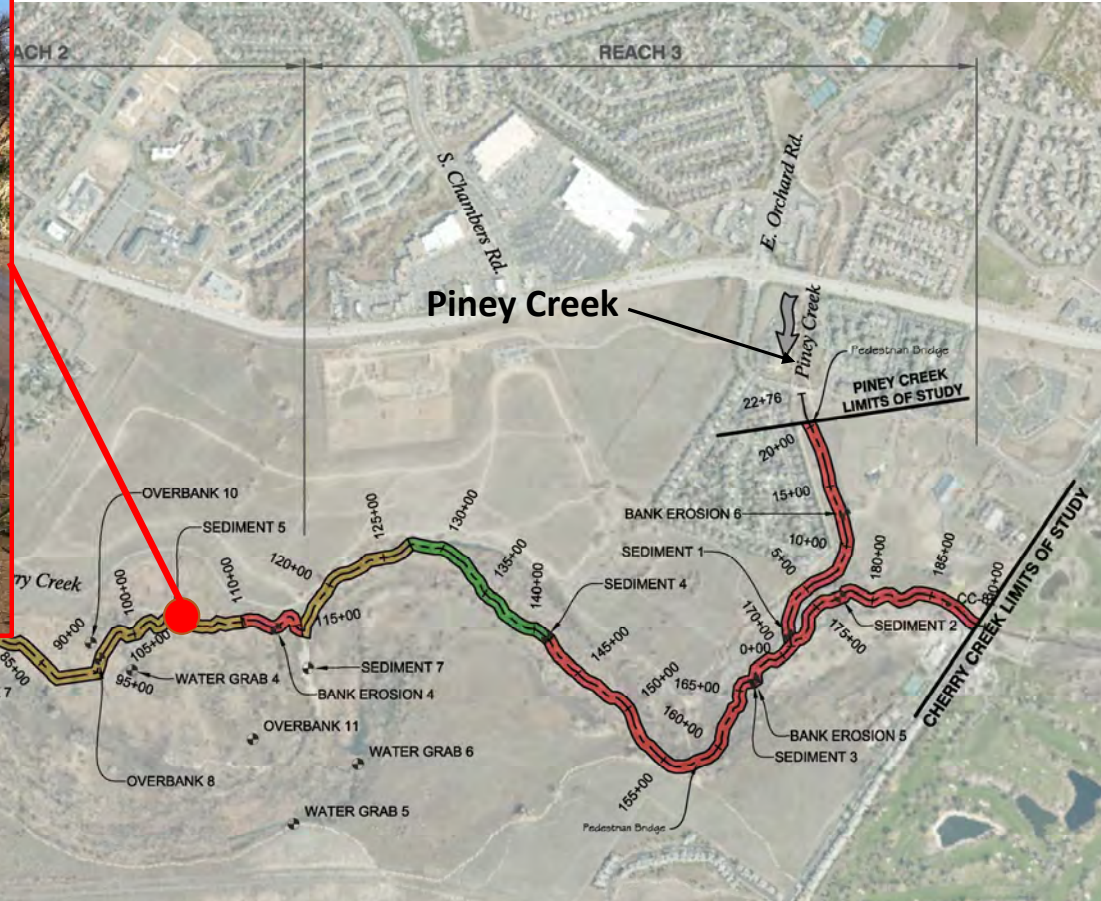 ACH 2
REACH 3
S. Chambers Rd.
E. Orchard Rd.
Piney Creek
Piney Creek
Pedestrian Bridge
PINEY CREEK
LIMITS OF STUDY
22+76
20+00
15+00
BANK EROSION 6
10+00
5+00
SEDIMENT 1
0+00
OVERBANK 10
SEDIMENT 5
rry Creek
85+00
90+00
95+00
100+00
105+00
110+00
115+00
120+00
125+00
130+00
135+00
140+00
SEDIMENT 4
145+00
150+00
155+00
160+00
165+00
170+00
175+00
180+00
185+00
CC-8
SEDIMENT 2
CHERRY CREEK LIMITS OF STUDY
WATER GRAB 4
SEDIMENT 7
BANK EROSION 4
OVERBANK 11
WATER GRAB 6
OVERBANK 8
WATER GRAB 5
BANK EROSION 5
SEDIMENT 3
Pedestrian Bridge
7